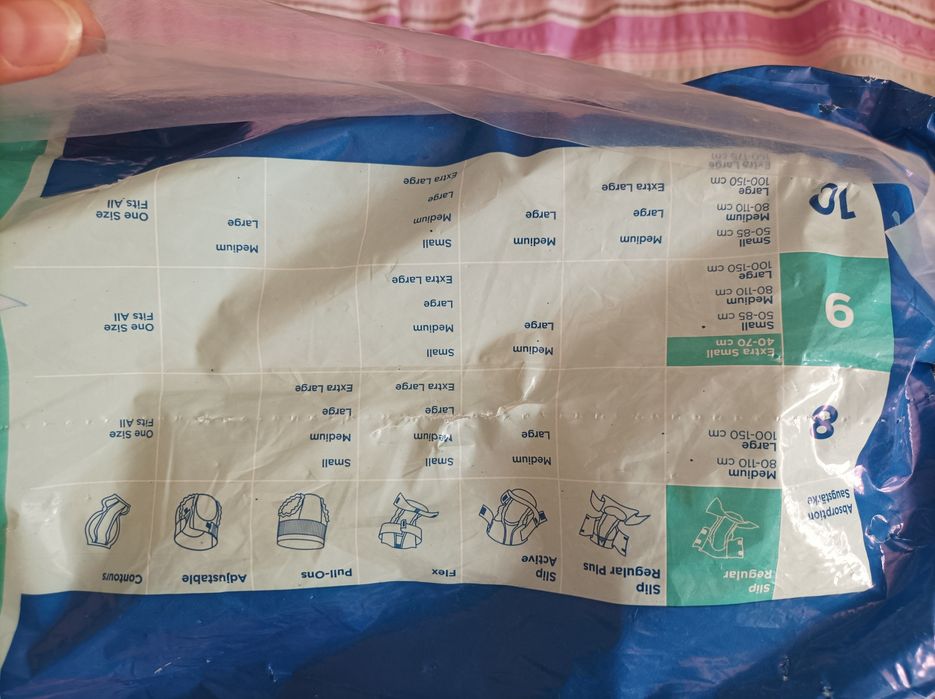 Slip
Regular
Slip
Regular Plus
Slip
Active
Flex
Pull-Ons
Adjustable
Contours
Absorption
Saugstärke
8
Medium
80-110 cm
Large
100-150 cm
Medium
Large
Small
Medium
Large
Extra Large
Small
Medium
Large
Extra Large
One Size
Fits All
9
Extra Small
40-70 cm
Small
50-85 cm
Medium
80-110 cm
Large
100-150 cm
Medium
Large
Small
Medium
Large
Extra Large
One Size
Fits All
10
Small
50-85 cm
Medium
80-110 cm
Large
100-150 cm
Extra Large
Medium
Large
Extra Large
Medium
Large
Small
Medium
Large
Extra Large
Medium
Large
One Size
Fits All